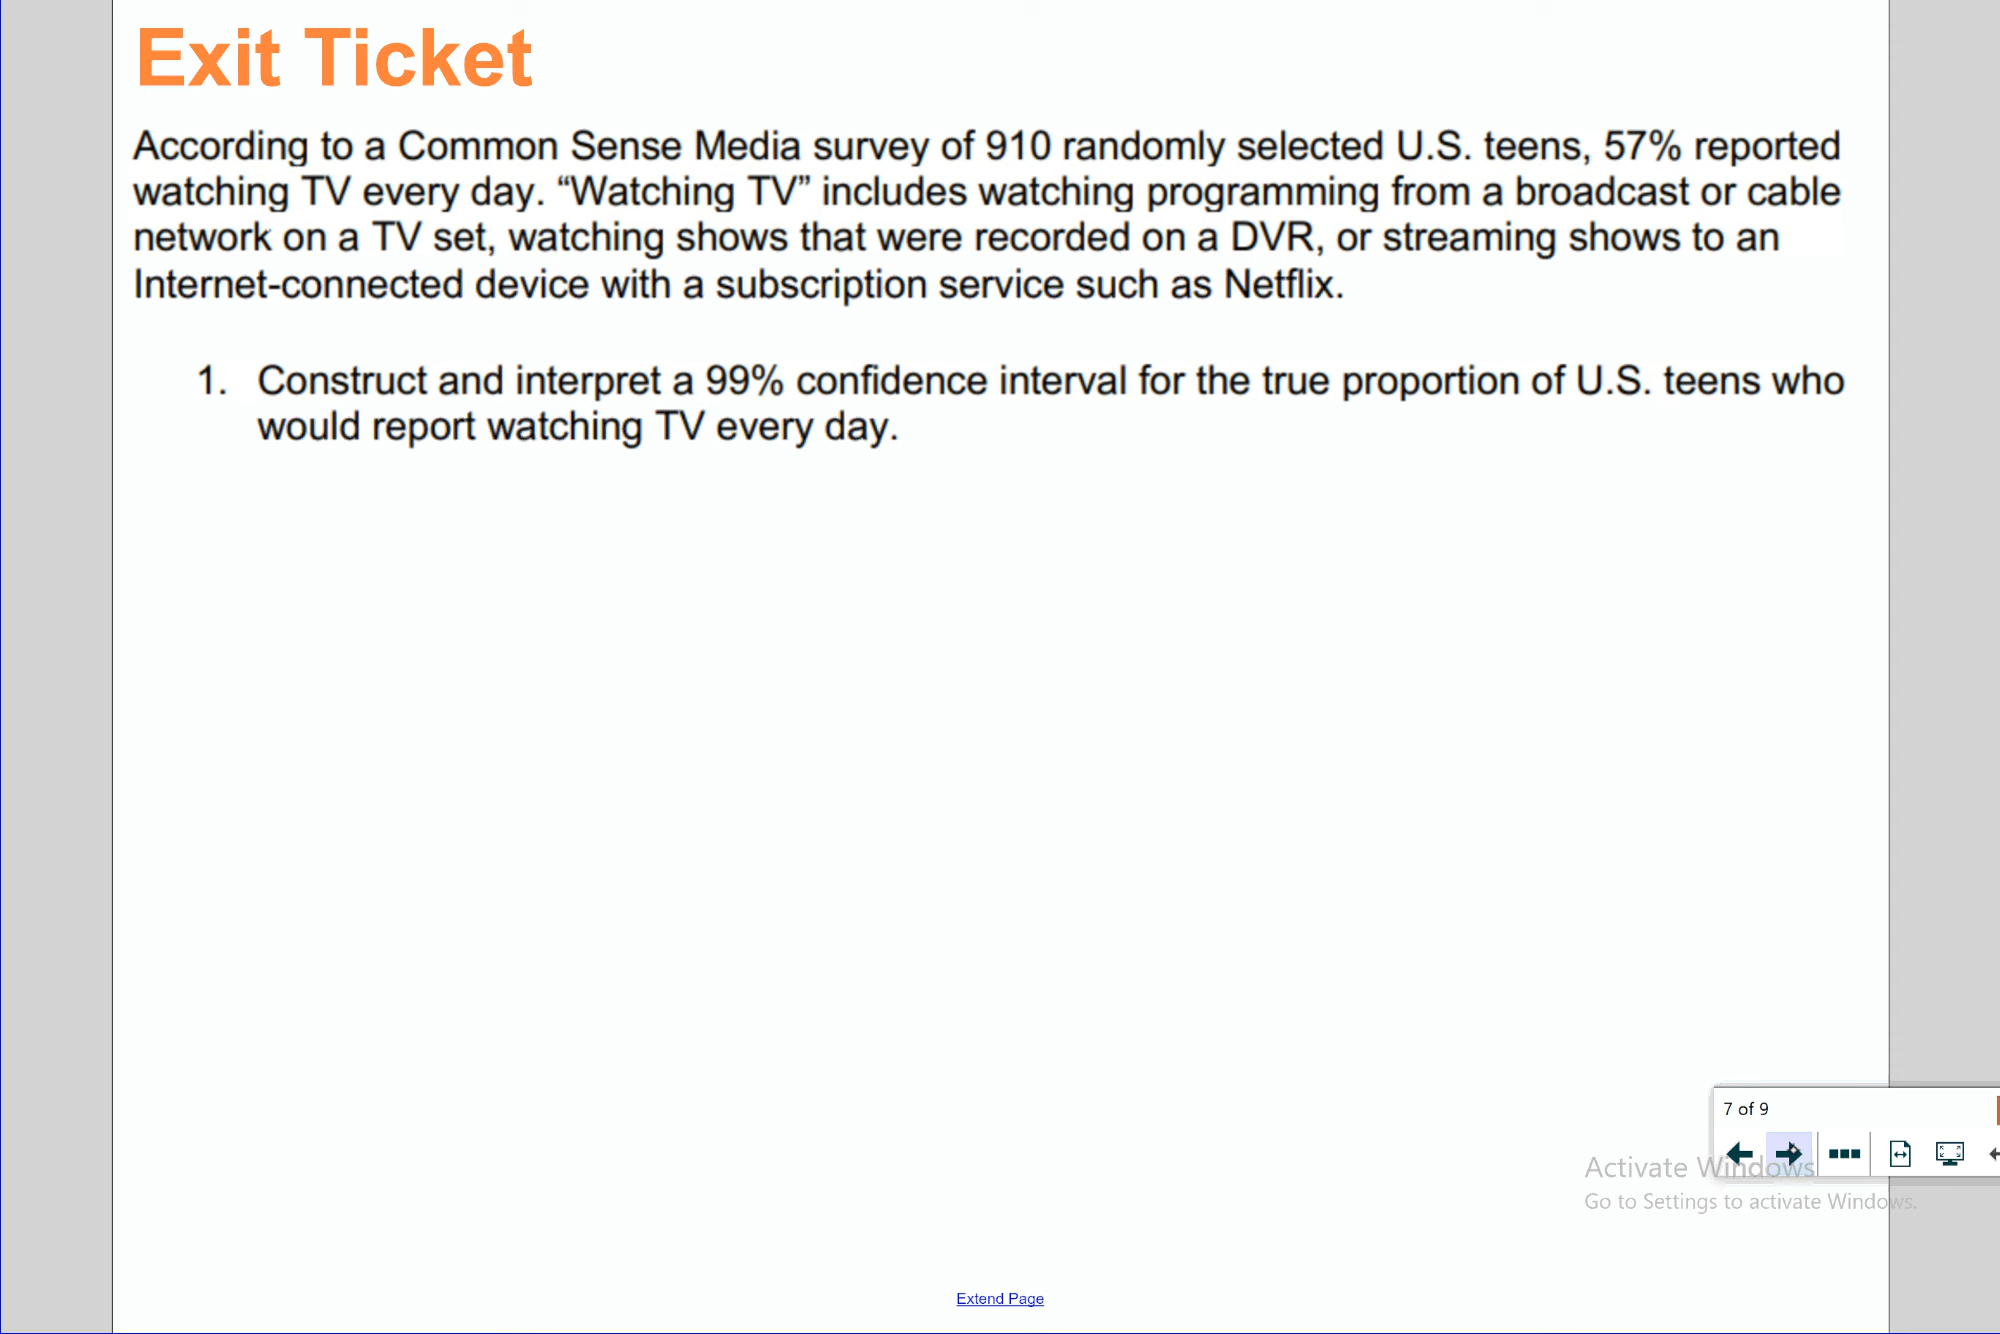 Exit Ticket
According to a Common Sense Media survey of 910 randomly selected U.S. teens, 57% reported
watching TV every day. “Watching TV” includes watching programming from a broadcast or cable
network on a TV set, watching shows that were recorded on a DVR, or streaming shows to an
Internet-connected device with a subscription service such as Netflix.
1. Construct and interpret a 99% confidence interval for the true proportion of U.S. teens who
would report watching TV every day.
7 of 9
Activate Windows
Go to Settings to activate Windows.
Extend Page